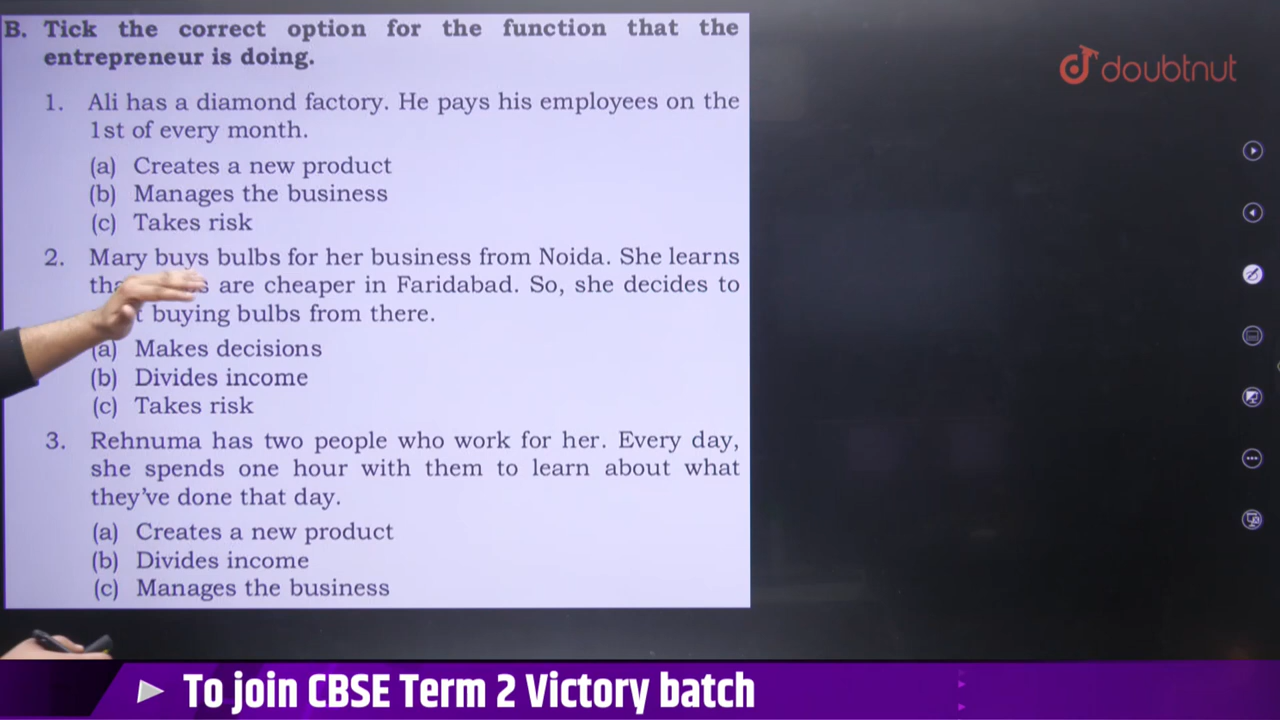 B. Tick the correct option for the function that the
entrepreneur is doing.
1. Ali has a diamond factory. He pays his employees on the
1st of every month.
(a) Creates a new product
(b) Manages the business
(c) Takes risk
2. Mary buys bulbs for her business from Noida. She learns
are cheaper in Faridabad. So, she decides to
buying bulbs from there.
(a) Makes decisions
(b) Divides income
(c) Takes risk
3. Rehnuma has two people who work for her. Every day,
she spends one hour with them to learn about what
they've done that day.
(a) Creates a new product
(b) Divides income
(c) Manages the business
doubtnut
To join CBSE Term 2 Victory batch